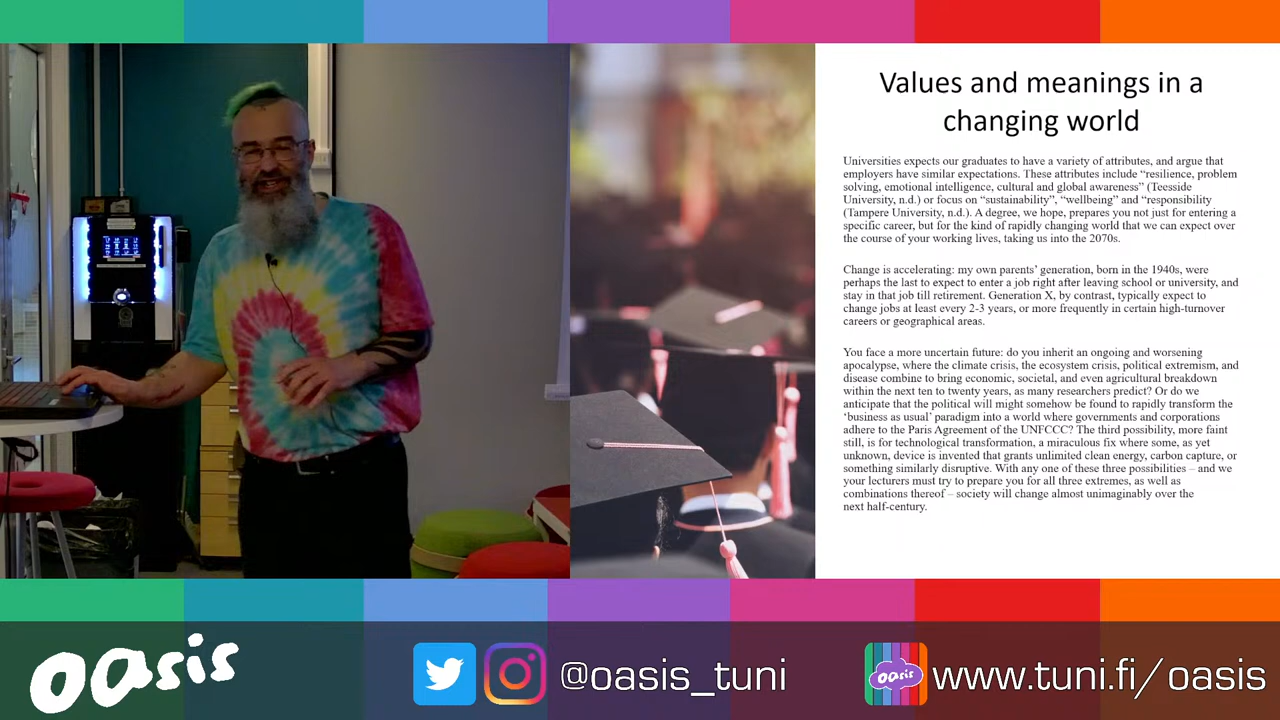 Values and meanings in a
changing world
Universities expects our graduates to have a variety of attributes, and argue that
employers have similar expectations. These attributes include “resilience, problem
solving, emotional intelligence, cultural and global awareness” (Teesside
University, n.d.) or focus on “sustainability”, “wellbeing” and “responsibility
(Tampere University, n.d.). A degree, we hope, prepares you not just for entering a
specific career, but for the kind of rapidly changing world that we can expect over
the course of your working lives, taking us into the 2070s.
Change is accelerating: my own parents’ generation, born in the 1940s, were
perhaps the last to expect to enter a job right after leaving school or university, and
stay in that job till retirement. Generation X, by contrast, typically expect to
change jobs at least every 2-3 years, or more frequently in certain high-turnover
careers or geographical areas.
You face a more uncertain future: do you inherit an ongoing and worsening
apocalypse, where the climate crisis, the ecosystem crisis, political extremism, and
disease combine to bring economic, societal, and even agricultural breakdown
within the next ten to twenty years, as many researchers predict? Or do we
anticipate that the political will might somehow be found to rapidly transform the
‘business as usual’ paradigm into a world where governments and corporations
adhere to the Paris Agreement of the UNFCCC? The third possibility, more faint
still, is for technological transformation, a miraculous fix where some, as yet
unknown, device is invented that grants unlimited clean energy, carbon capture, or
something similarly disruptive. With any one of these three possibilities – and we
your lecturers must try to prepare you for all three extremes, as well as
combinations thereof – society will change almost unimaginably over the
next half-century.
oasis
@oasis_tuni
oasis
www.tuni.fi/oasis